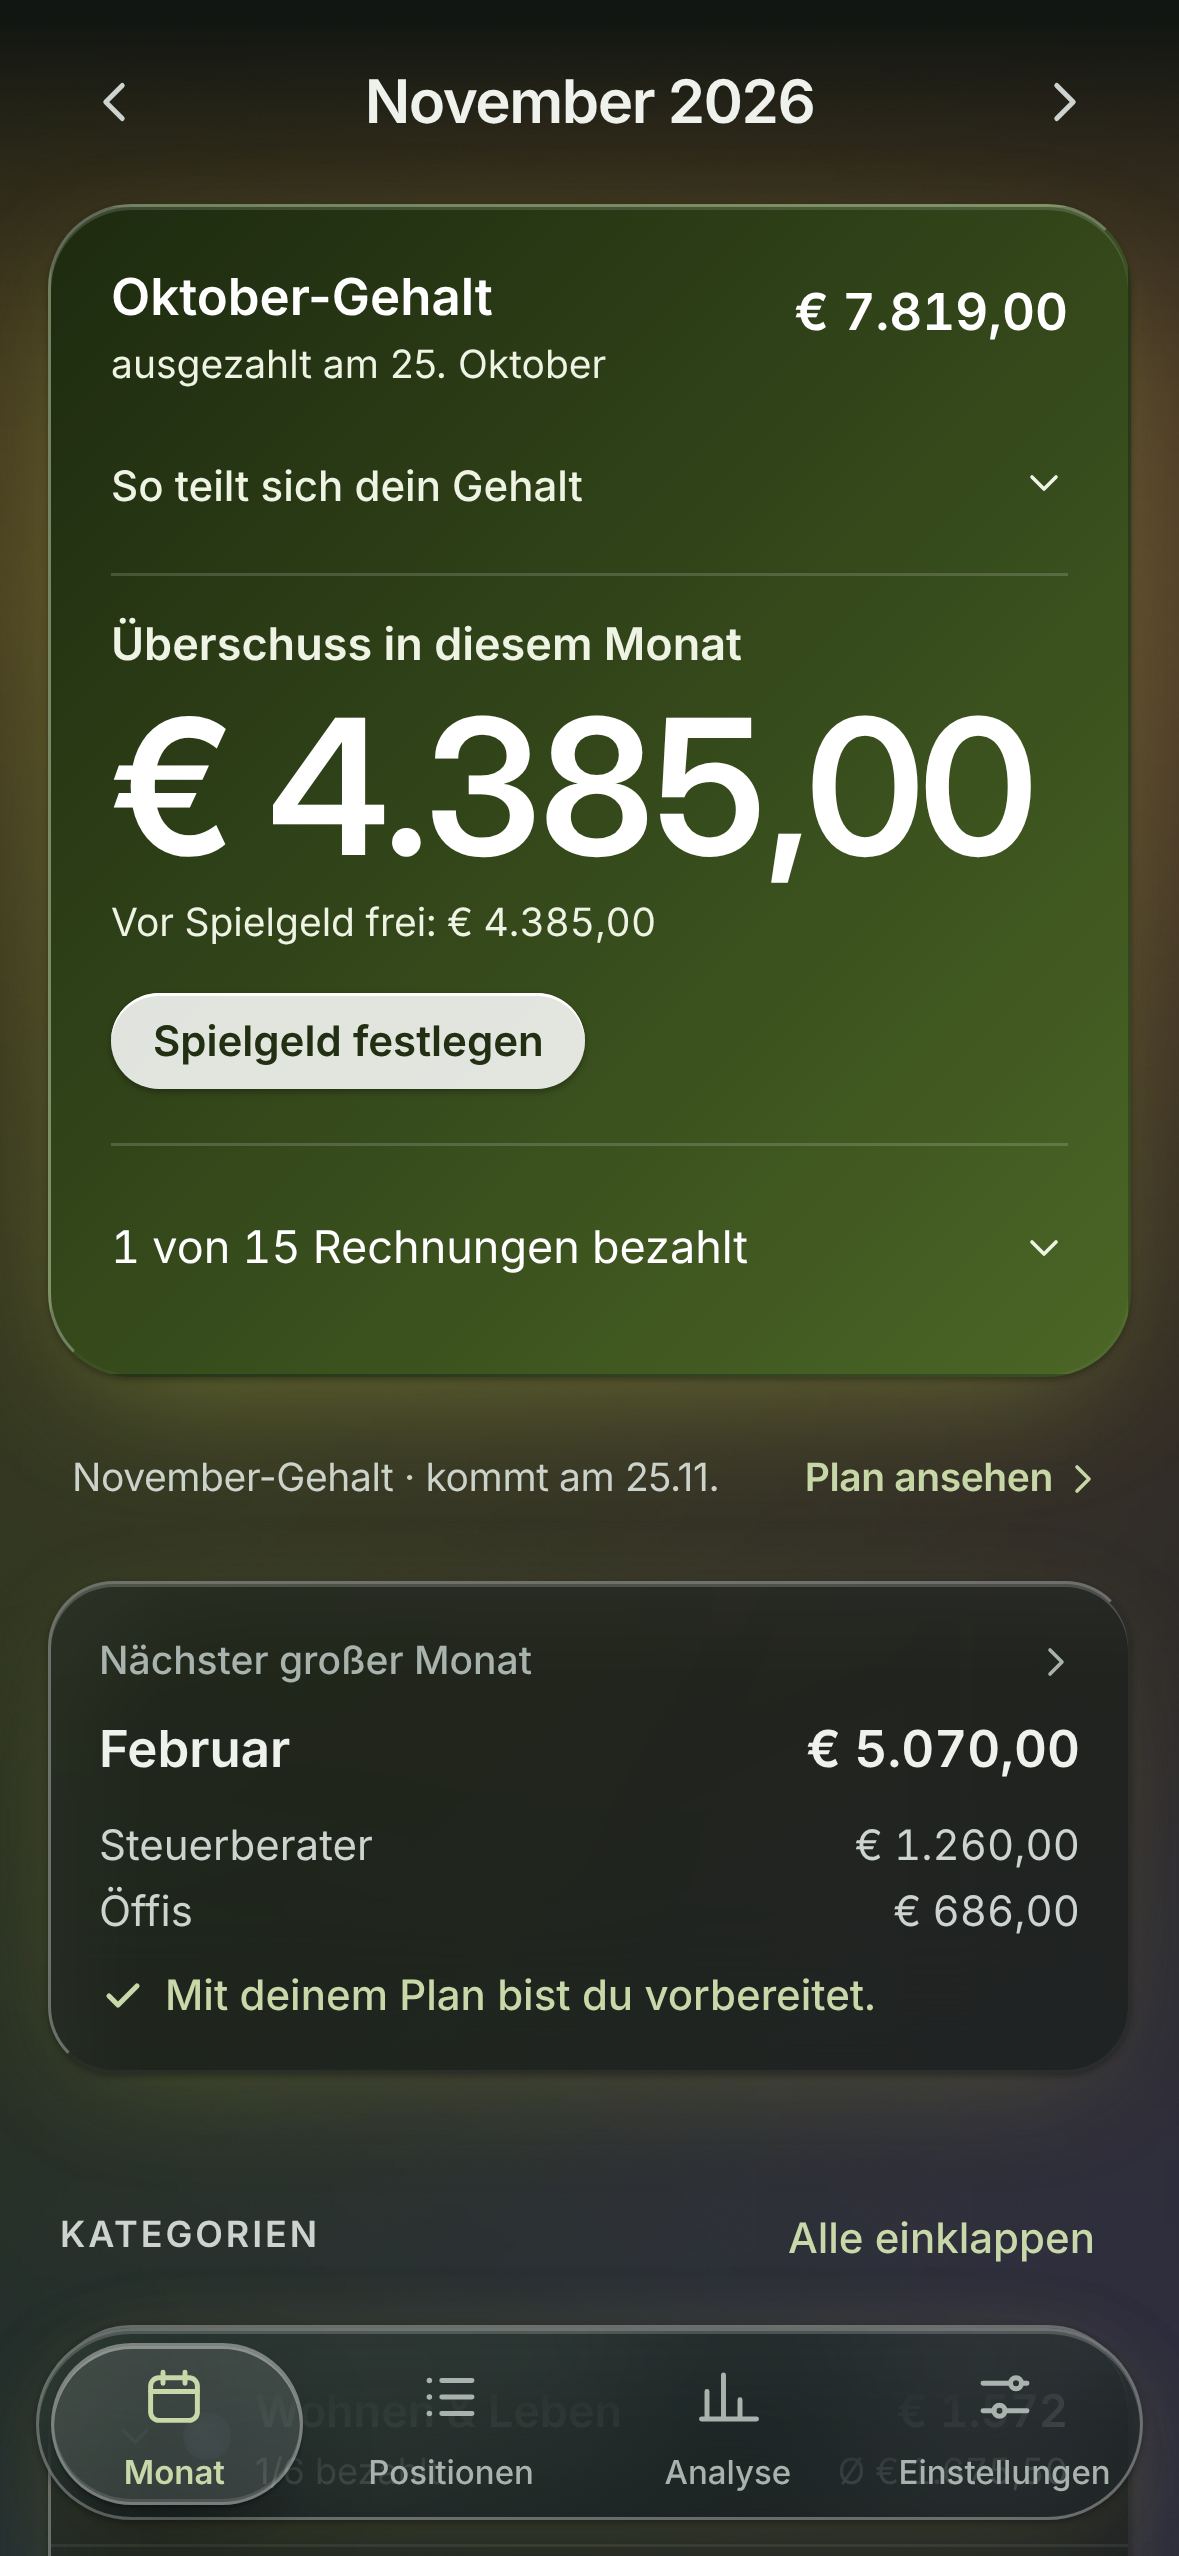 November 2026
Oktober-Gehalt
€ 7.819,00
ausgezahlt am 25. Oktober
So teilt sich dein Gehalt
Überschuss in diesem Monat
€ 4.385,00
Vor Spielgeld frei: € 4.385,00
Spielgeld festlegen
1 von 15 Rechnungen bezahlt
November-Gehalt · kommt am 25.11.
Plan ansehen
Nächster großer Monat
Februar
€ 5.070,00
Steuerberater
€ 1.260,00
Öffis
€ 686,00
Mit deinem Plan bist du vorbereitet.
KATEGORIEN
Alle einklappen
Wohnen & Leben
Monat
Positionen
Analyse
Einstellungen